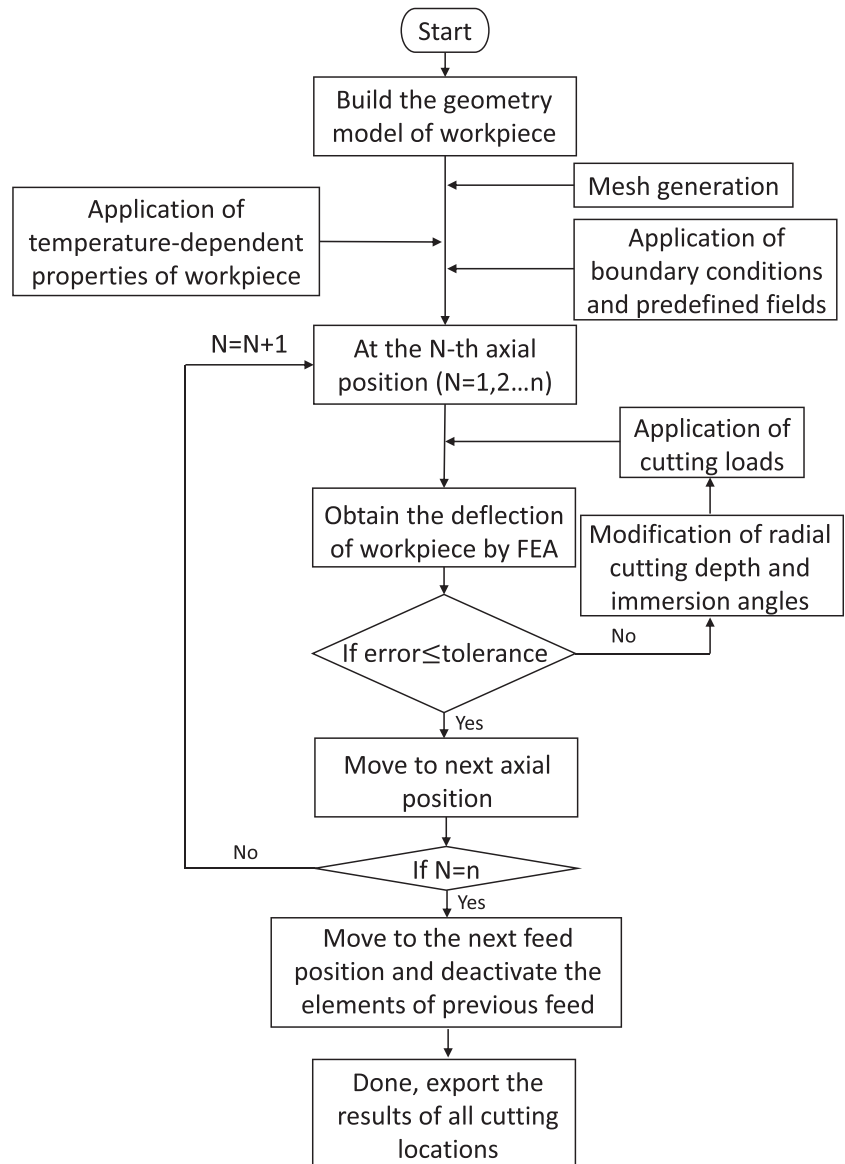 Start
Build the geometry
model of workpiece
Mesh generation
Application of
temperature-dependent
properties of workpiece
Application of
boundary conditions
and predefined fields
N=N+1
At the N-th axial
position (N=1,2...n)
Application of
cutting loads
Obtain the deflection
of workpiece by FEA
Modification of radial
cutting depth and
immersion angles
If error≤tolerance
No
Yes
Move to next axial
position
No
If N=n
Yes
Move to the next feed
position and deactivate the
elements of previous feed
Done, export the
results of all cutting
locations